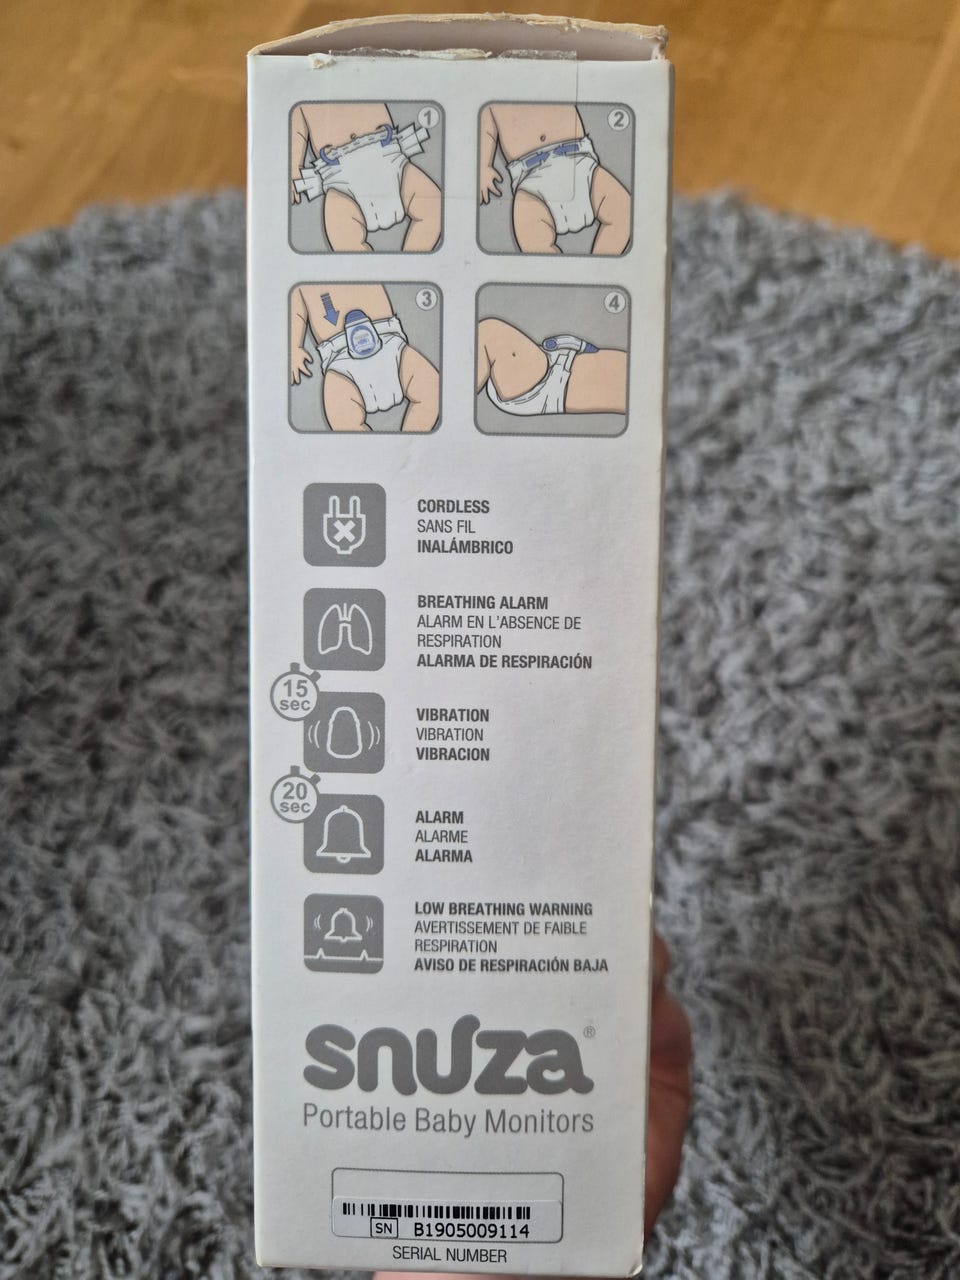 1
2
3
4
CORDLESS
SANS FIL
INALÁMBRICO
BREATHING ALARM
ALARM EN L'ABSENCE DE
RESPIRATION
ALARMA DE RESPIRACIÓN
15
sec
VIBRATION
VIBRATION
VIBRACION
20
sec
ALARM
ALARME
ALARMA
LOW BREATHING WARNING
AVERTISSEMENT DE FAIBLE
RESPIRATION
AVISO DE RESPIRACIÓN BAJA
snuza®
Portable Baby Monitors
SN B1905009114
SERIAL NUMBER